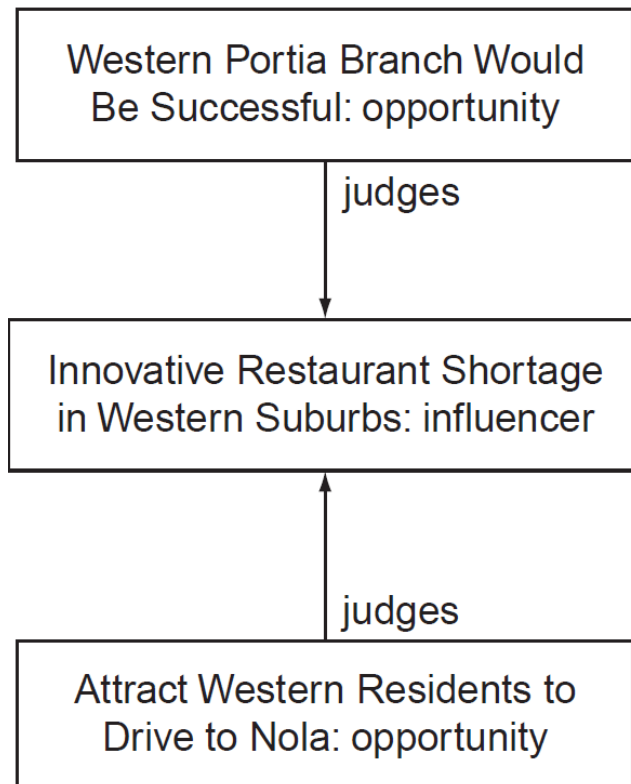 Western Portia Branch Would
Be Successful: opportunity
judges
Innovative Restaurant Shortage
in Western Suburbs: influencer
judges
Attract Western Residents to
Drive to Nola: opportunity